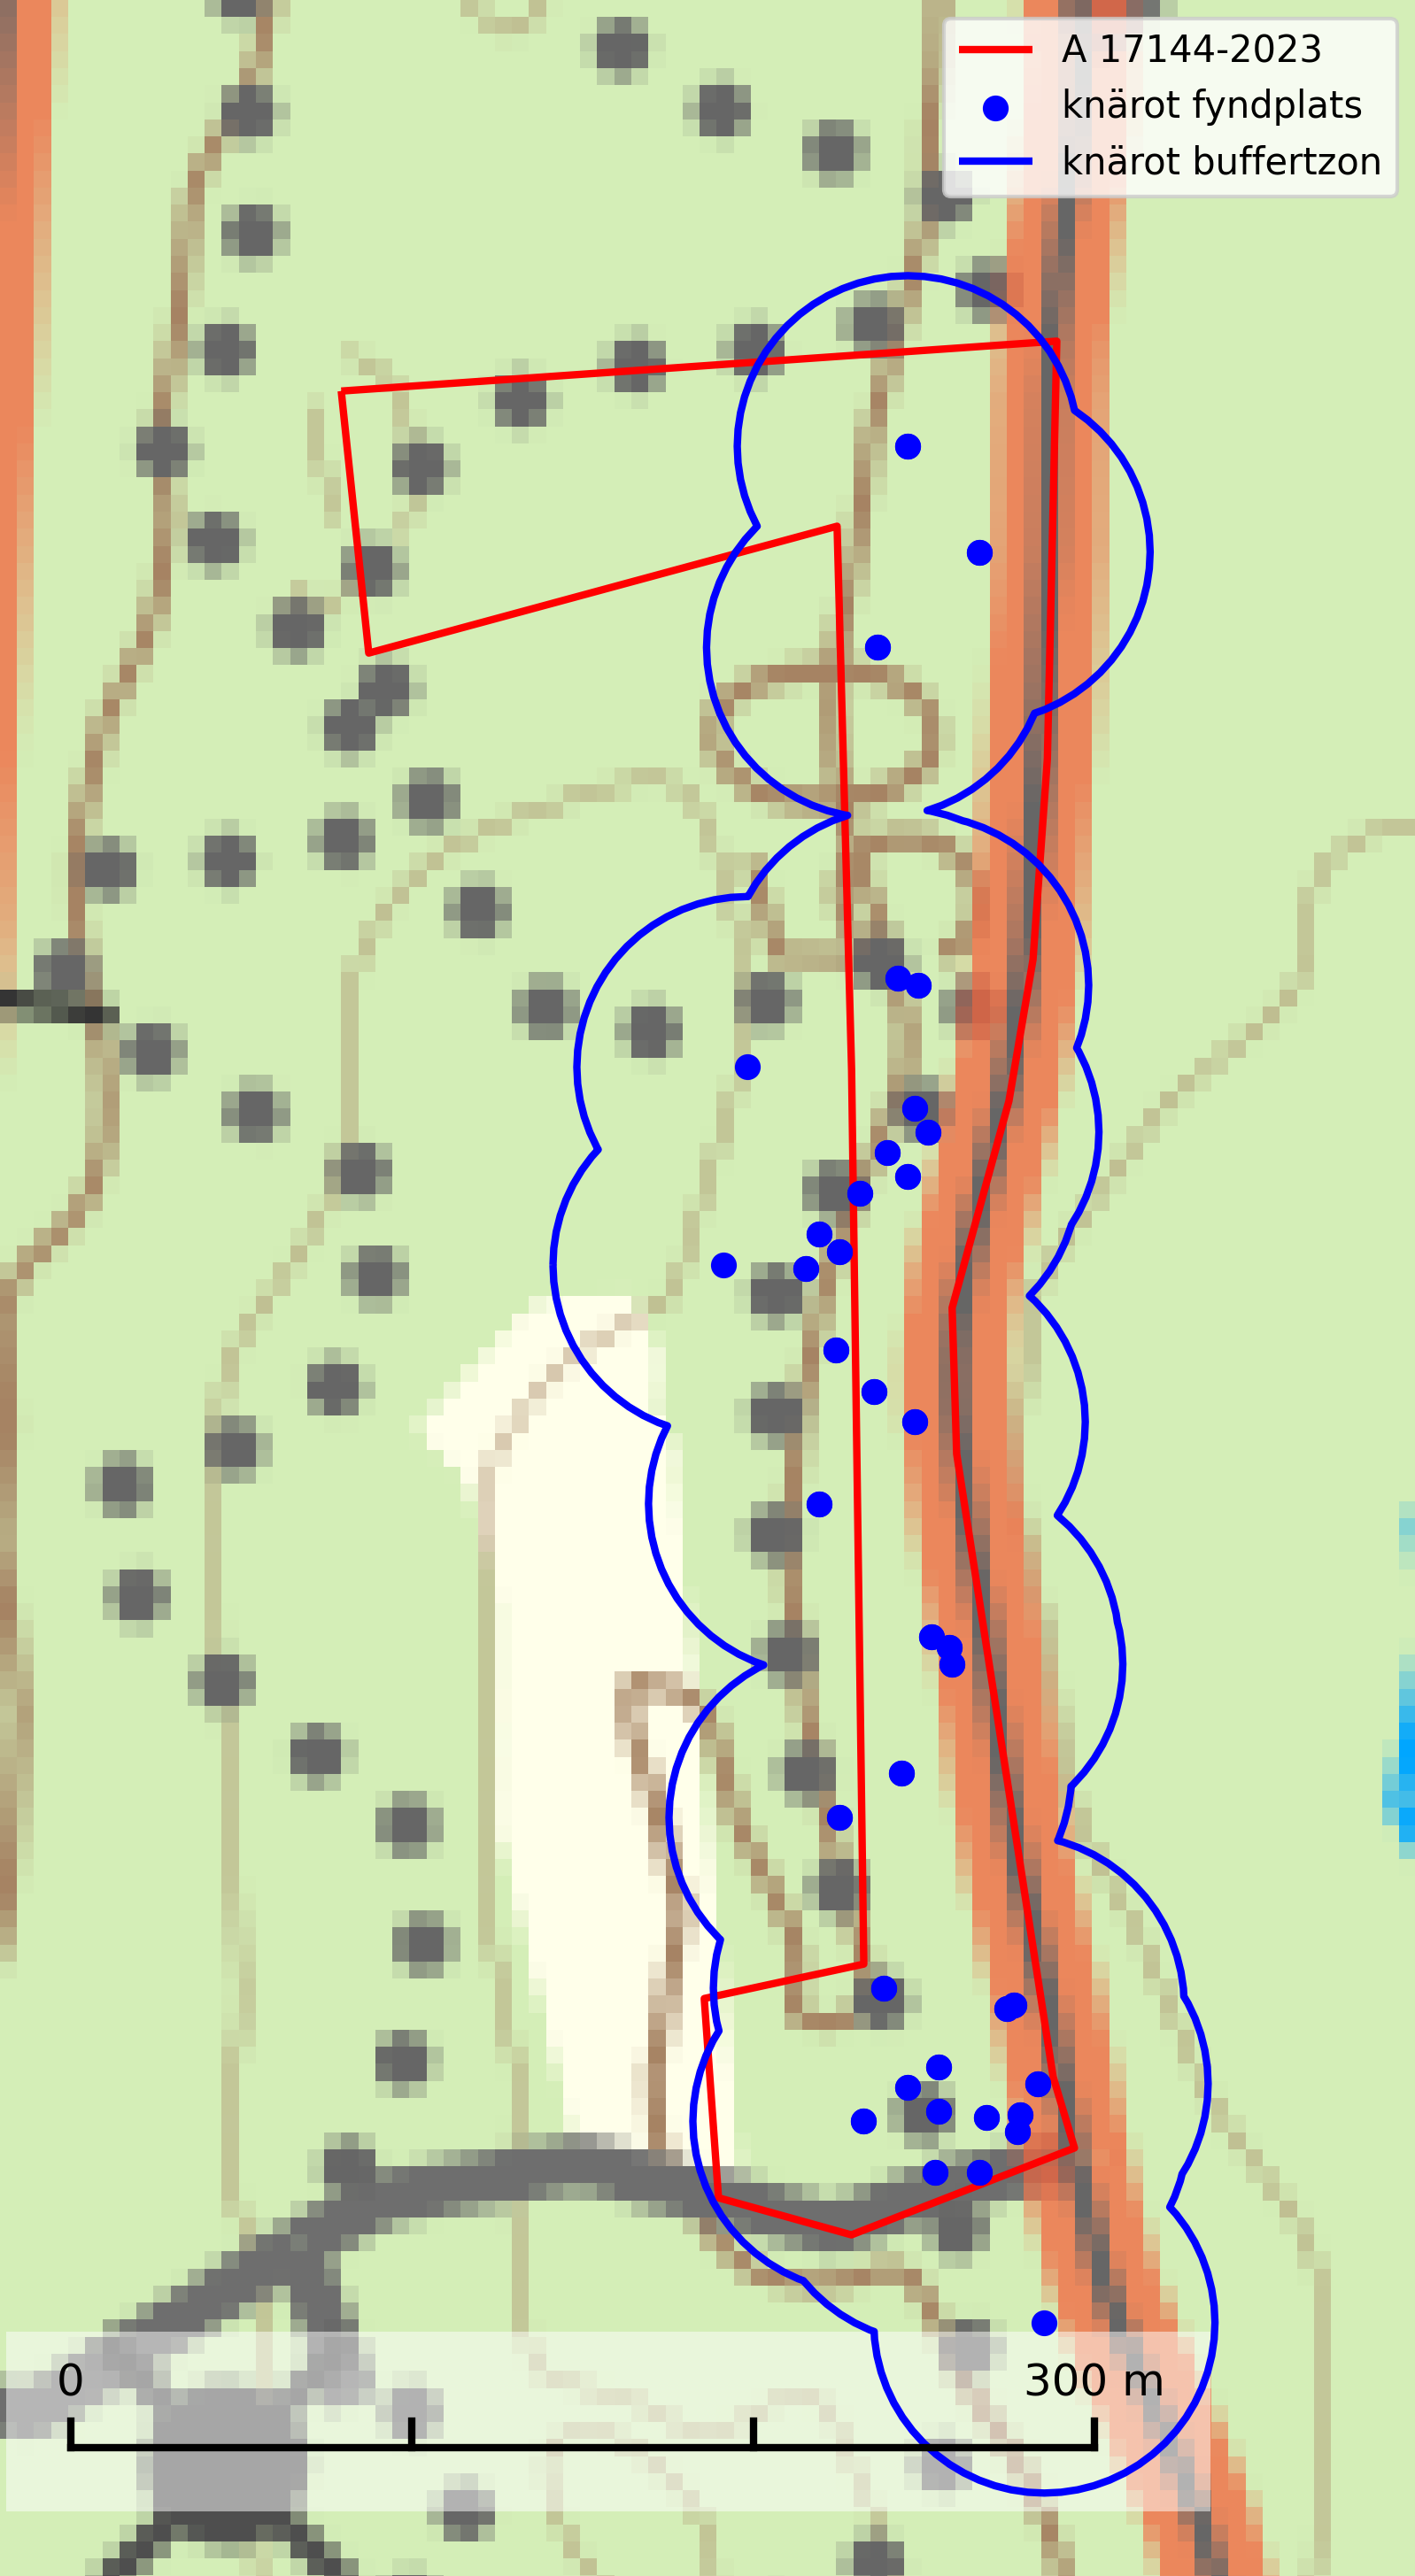 A 17144-2023
knärot fyndplats
knärot buffertzon
0
300 m